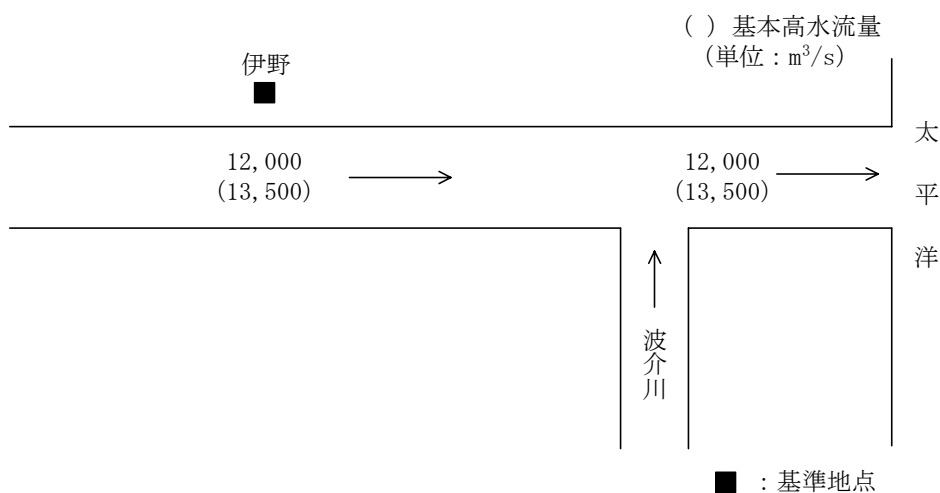 ( ) 基本高水流量
(単位：m³/s)
伊野
■
12,000
(13,500)
12,000
(13,500)
太平洋
波介川
■ ：基準地点